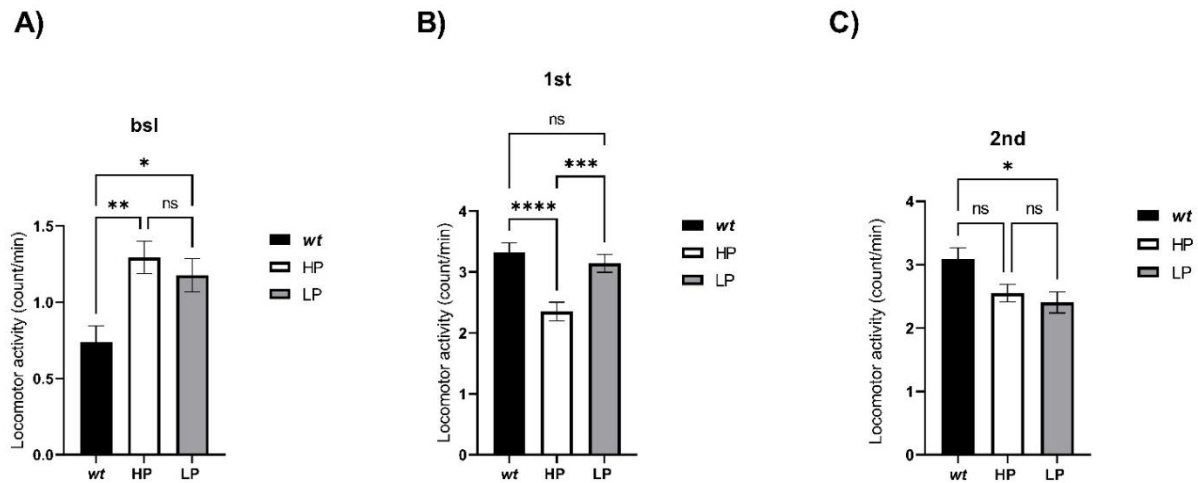 A)
B)
C)
bsl
*
**
ns
Locomotor activity (count/min)
1.5
1.0
0.5
0.0
wt
HP
LP
wt
HP
LP
1st
ns
***
****
Locomotor activity (count/min)
4
3
2
1
0
wt
HP
LP
wt
HP
LP
2nd
*
ns
ns
Locomotor activity (count/min)
4
3
2
1
0
wt
HP
LP
wt
HP
LP